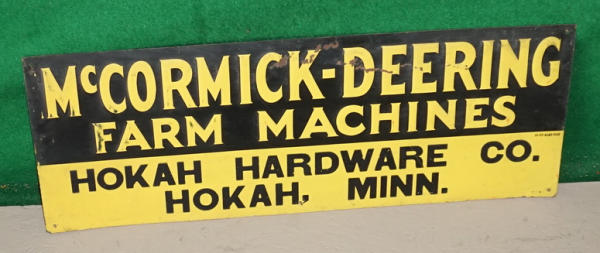 McCORMICK-DEERING
FARM MACHINES
HOKAH HARDWARE CO.
HOKAH, MINN.